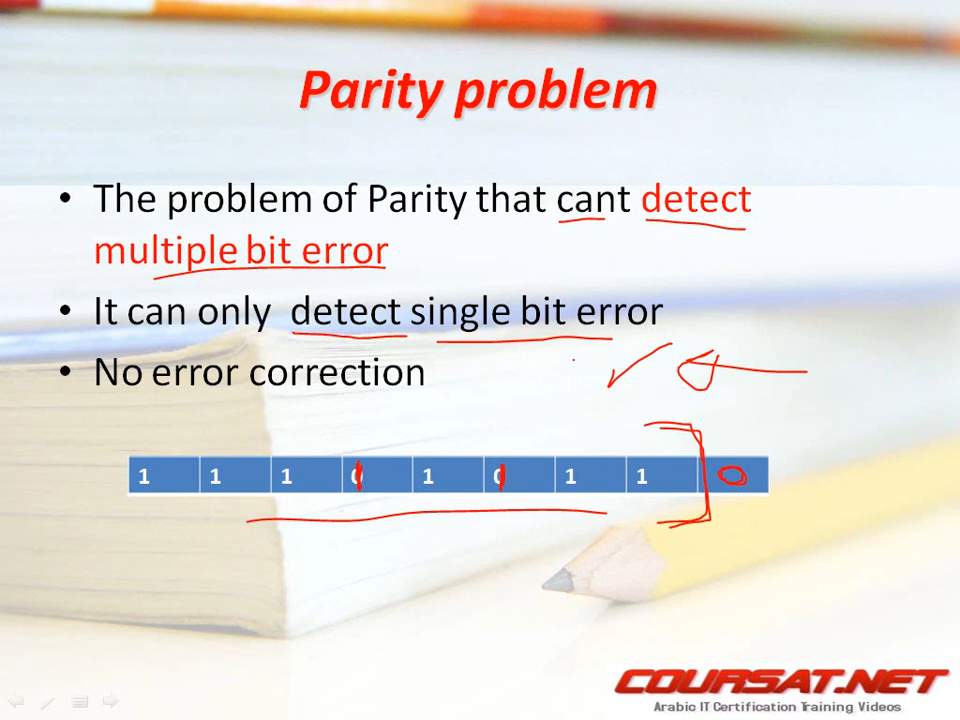 Parity problem
• The problem of Parity that cant detect
multiple bit error
• It can only detect single bit error
• No error correction
1 1 1 0 1 0 1 1 0
COURSAT.NET
Arabic IT Certification Training Videos